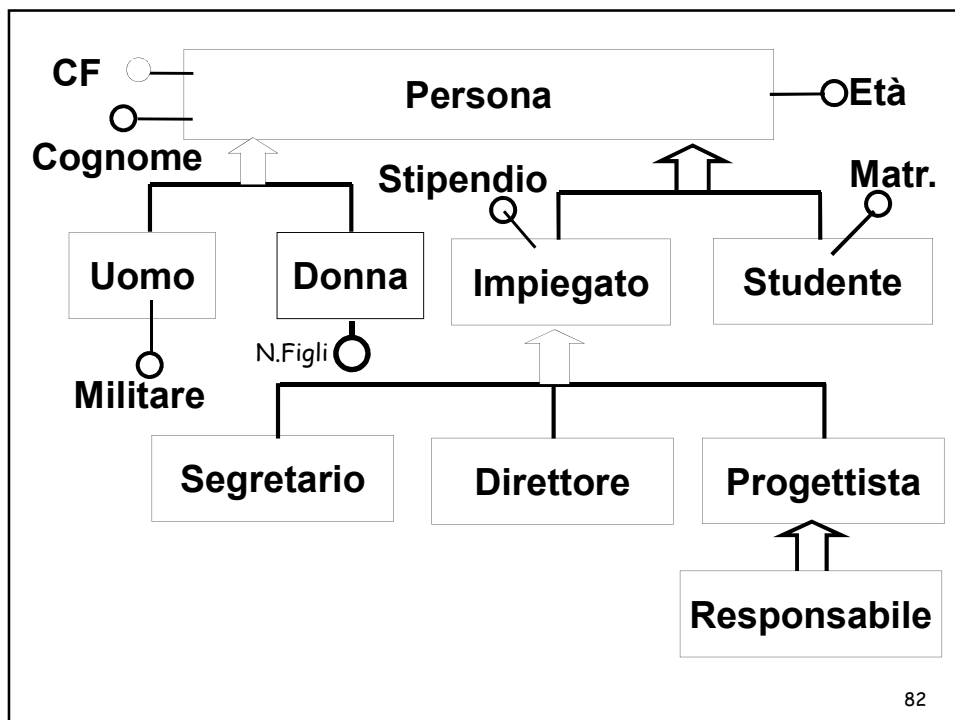 CF
Persona
Età
Cognome
Stipendio
Matr.
Uomo
Donna
Impiegato
Studente
N.Figli
Militare
Segretario
Direttore
Progettista
Responsabile
82